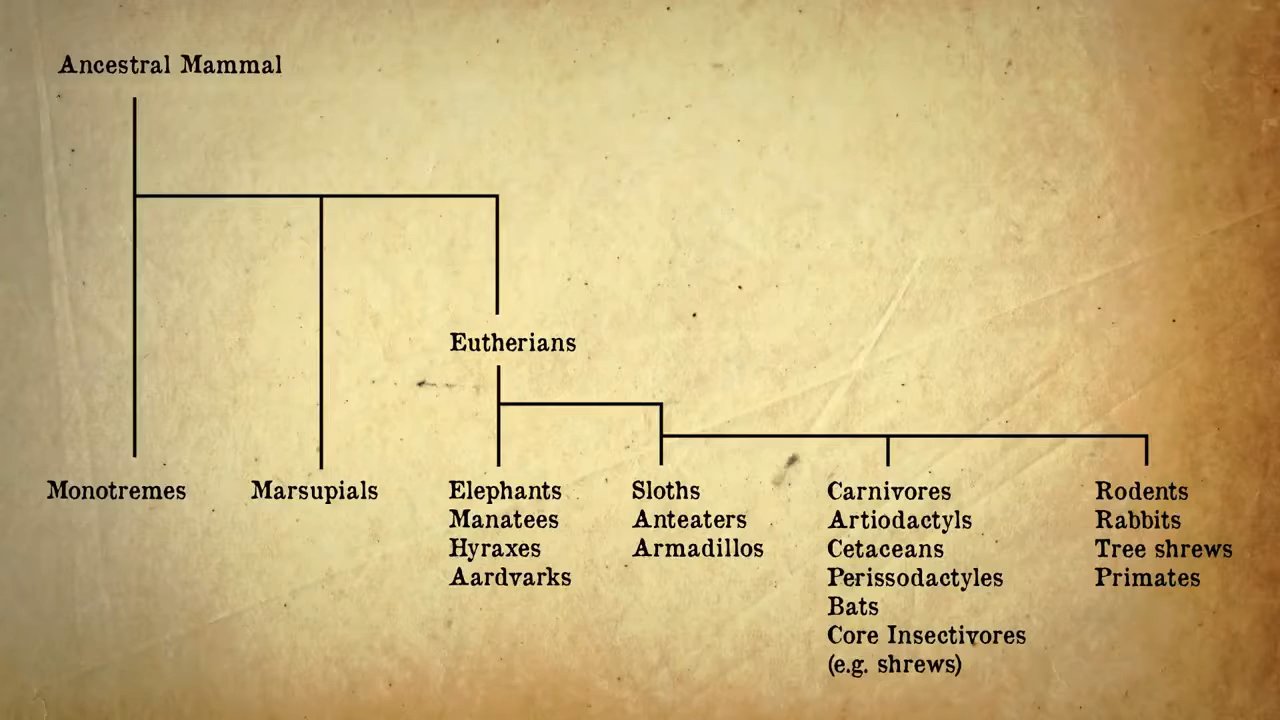 Ancestral Mammal
Eutherians
Monotremes
Marsupials
Elephants
Manatees
Hyraxes
Aardvarks
Sloths
Anteaters
Armadillos
Carnivores
Artiodactyls
Cetaceans
Perissodactyles
Bats
Core Insectivores
(e.g. shrews)
Rodents
Rabbits
Tree shrews
Primates